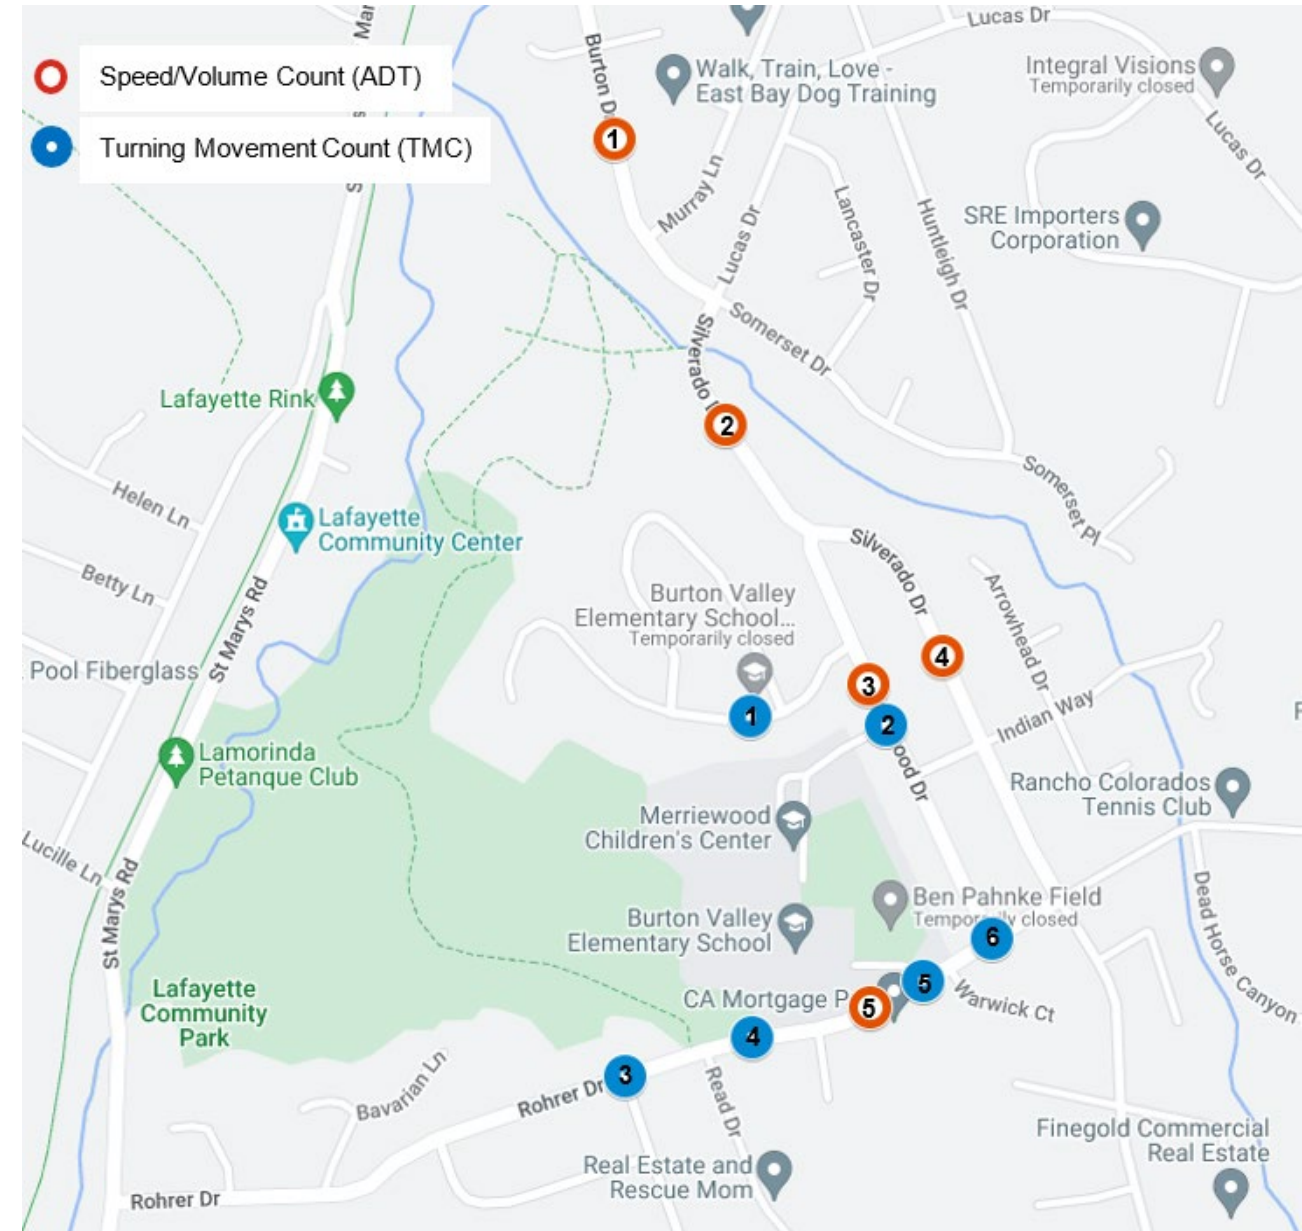 Mar
Lucas Dr
Burton D
Speed/Volume Count (ADT)
Walk, Train, Love -
East Bay Dog Training
Integral Visions
Temporarily closed
S
s
1
Turning Movement Count (TMC)
Lucas Dr
S
Murray Ln
Lucas Dr
Lancaster Dr
Huntleigh Dr
SRE Importers
Corporation
Somerset Dr
Silverado
2
Lafayette Rink
Helen Ln
Lafayette
Community Center
Somerset Pl
Silverado Dr
Betty Ln
Burton Valley
Elementary School...
Temporarily closed
Arrowhead Dr
St Marys Rd
Pool Fiberglass
4
3
1
2
Indian Way
F
ood Dr
Lamorinda
Petanque Club
Rancho Colorados
Tennis Club
Merriewood
Children's Center
Lucille Ln
St Marys Rd
Ben Pahnke Field
Temporarily closed
Dead Horse Canyon
Burton Valley
Elementary School
6
5
Warwick Ct
Lafayette
Community
Park
CA Mortgage P
5
4
3
Bavarian Ln
Rohrer Dr
Read Dr
Finegold Commercial
Real Estate
Real Estate and
Rescue Mom
Rohrer Dr